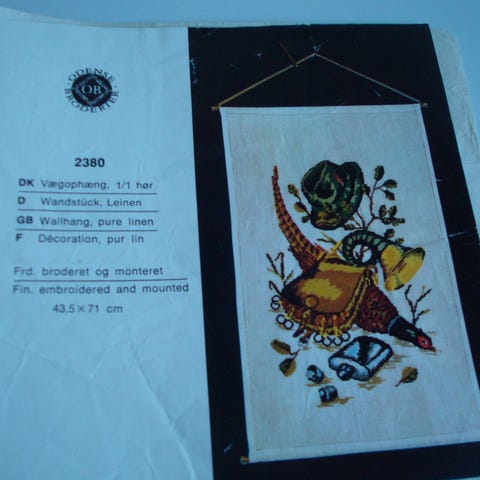 ODENSE
OB
BRODERIER
2380
DK Vægophæng, 1/1 hør
D Wandstück, Leinen
GB Wallhang, pure linen
F Décoration, pur lin
Frd. broderet og monteret
Fin. embroidered and mounted
43,5 × 71 cm